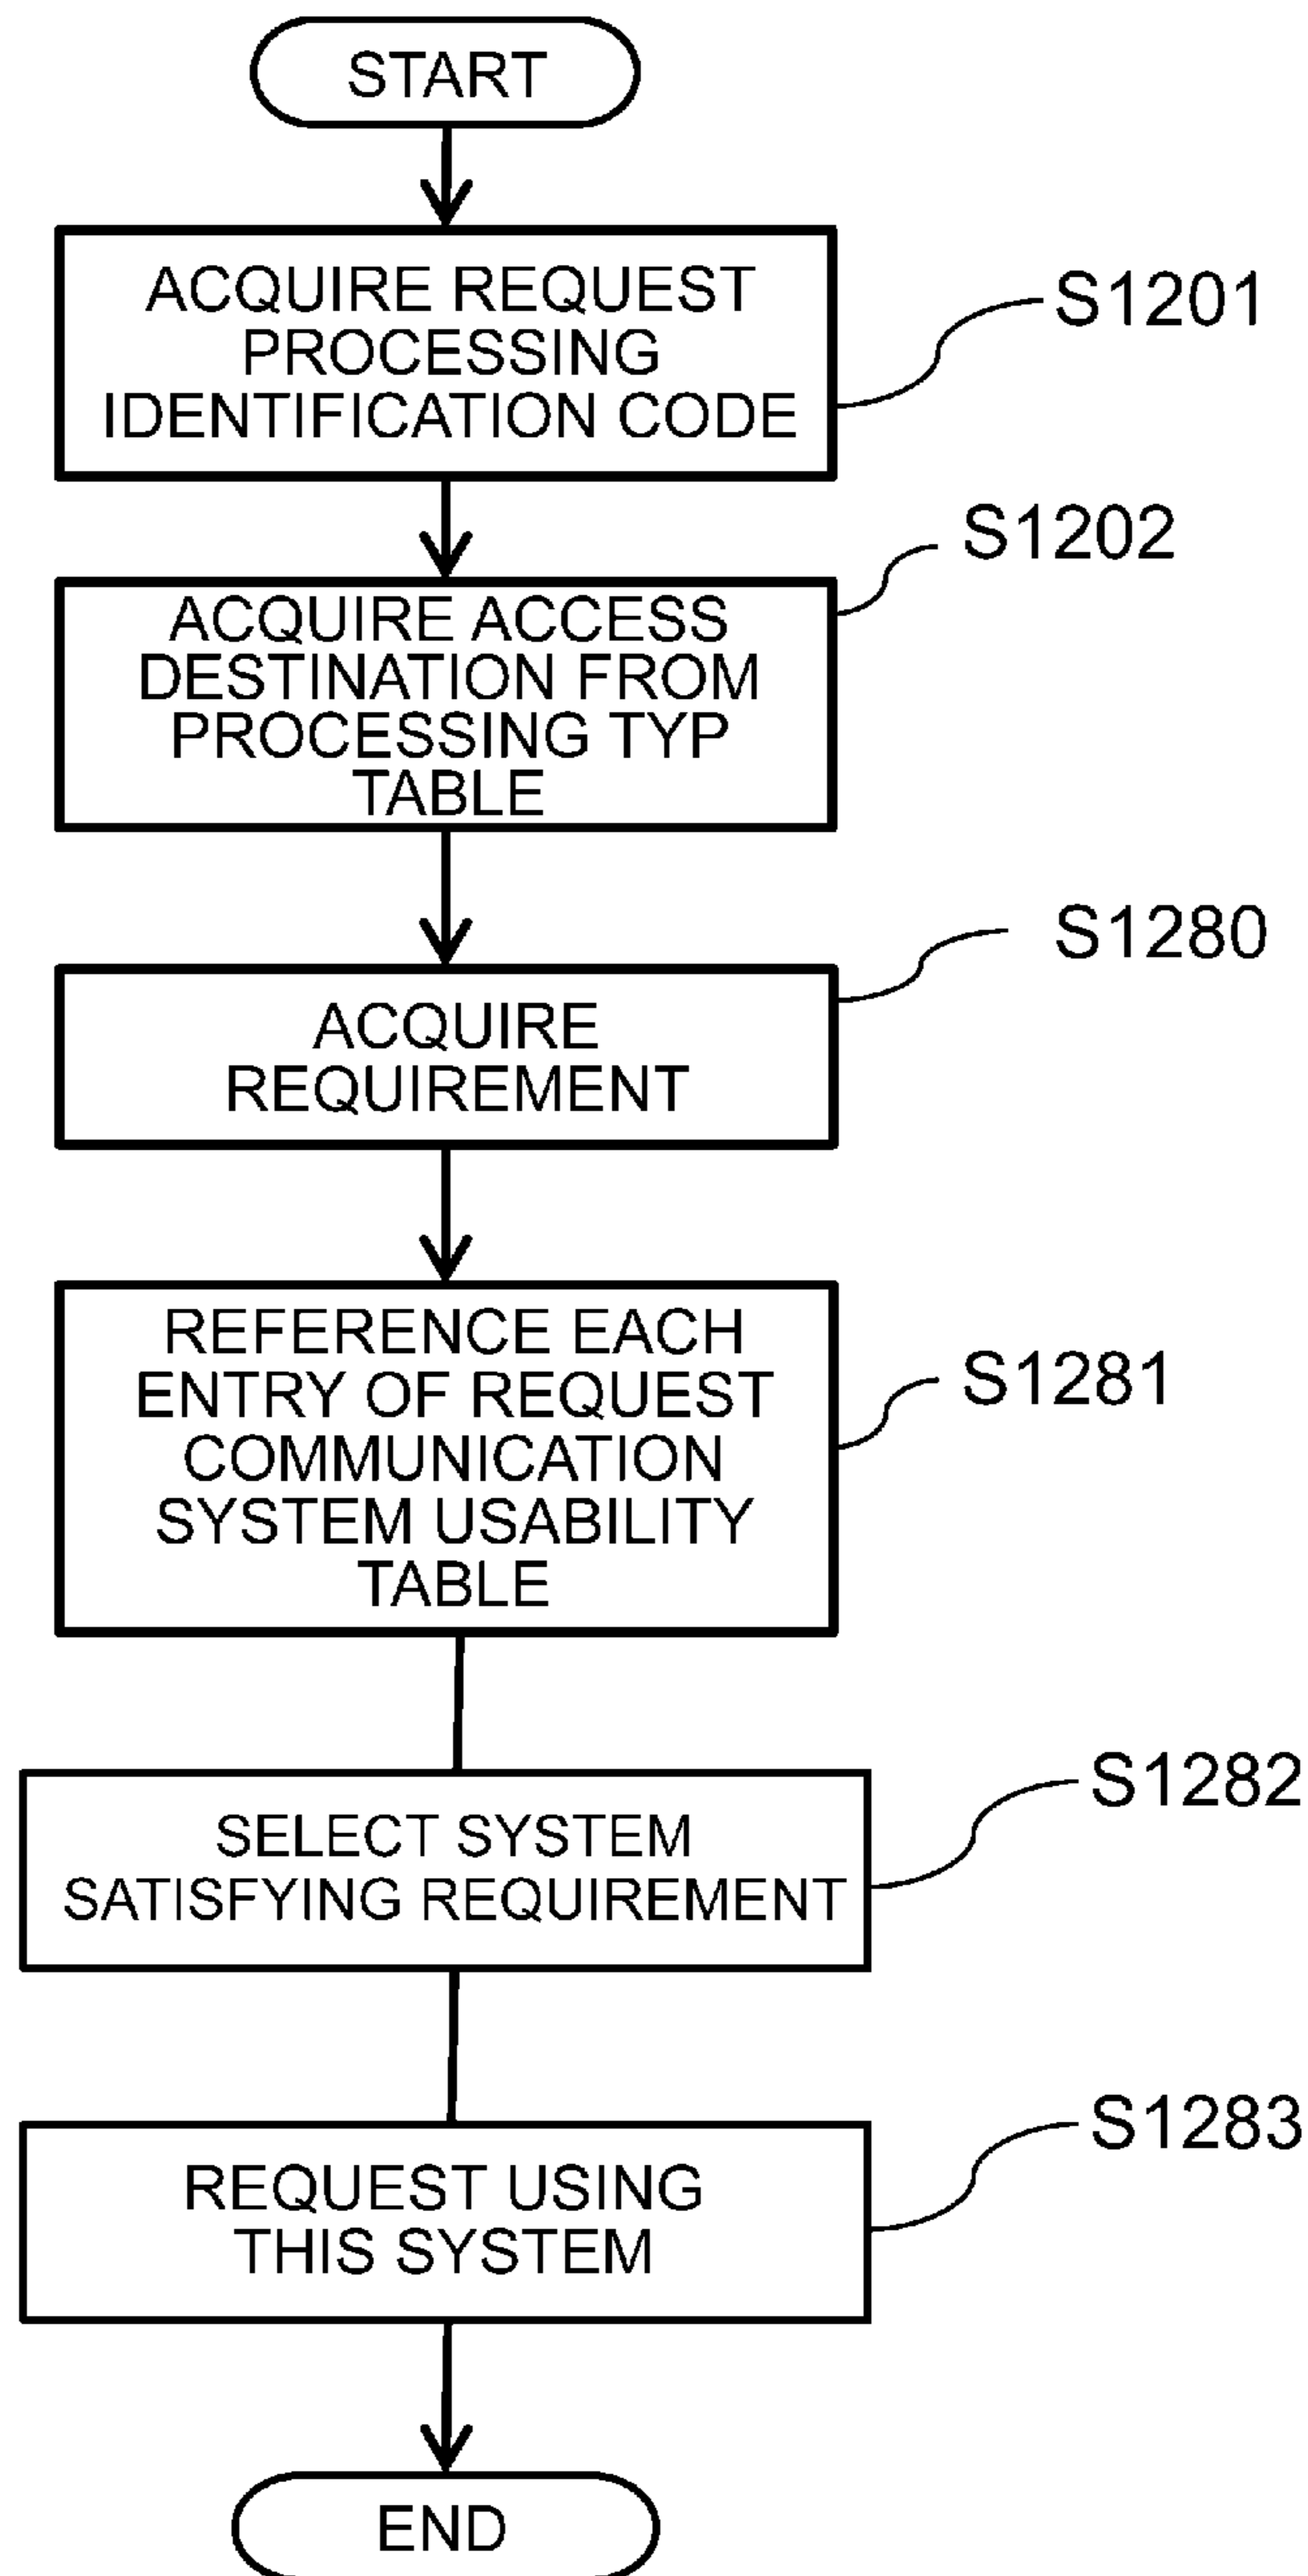 START
ACQUIRE REQUEST
PROCESSING
IDENTIFICATION CODE
S1201
ACQUIRE ACCESS
DESTINATION FROM
PROCESSING TYP
TABLE
S1202
ACQUIRE
REQUIREMENT
S1280
REFERENCE EACH
ENTRY OF REQUEST
COMMUNICATION
SYSTEM USABILITY
TABLE
S1281
SELECT SYSTEM
SATISFYING REQUIREMENT
S1282
REQUEST USING
THIS SYSTEM
S1283
END